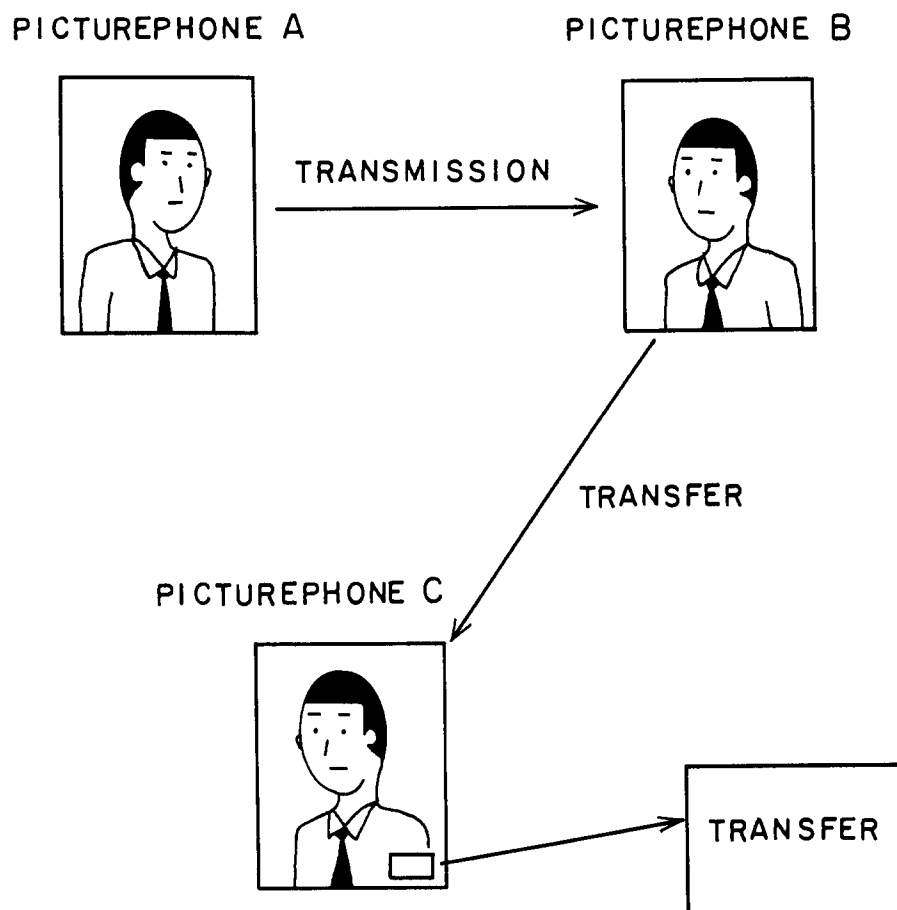 PICTUREPHONE A
PICTUREPHONE B
TRANSMISSION
TRANSFER
PICTUREPHONE C
TRANSFER